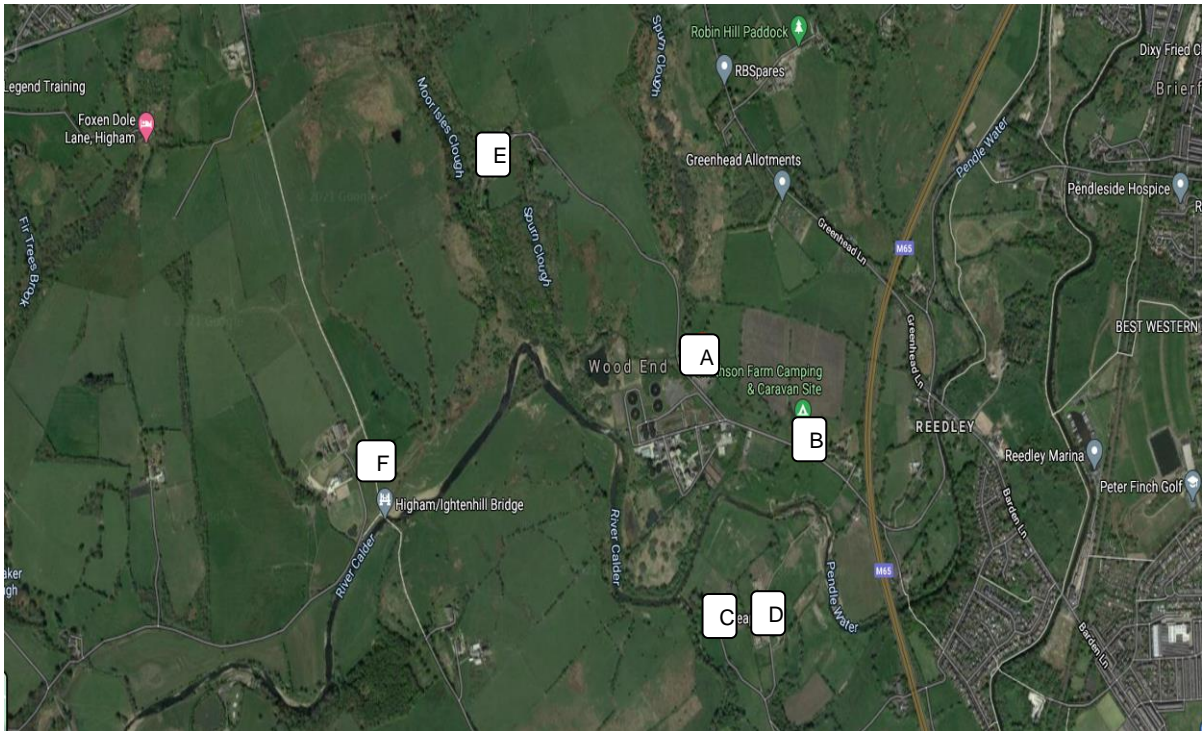 Robin Hill Paddock
Dixy Fried
Legend Training
RBSpares
Brierf
Spurn Clough
Moor Isles Clough
Foxen Dole
Lane, Higham
Pendle Water
E
Greenhead Allotments
Pendleside Hospice
R
Fir Trees Brook
Spurn Clough
Greenhead Ln
M65
BEST WESTERN
Wood End
A
Greenhead Ln
nson Farm Camping
& Caravan Site
B
REEDLEY
F
Reedley Marina
Peter Finch Golf
Higham/Ightenhill Bridge
River Calder
River Calder
Barden Ln
M65
Pendle Water
C
D
Barden Ln